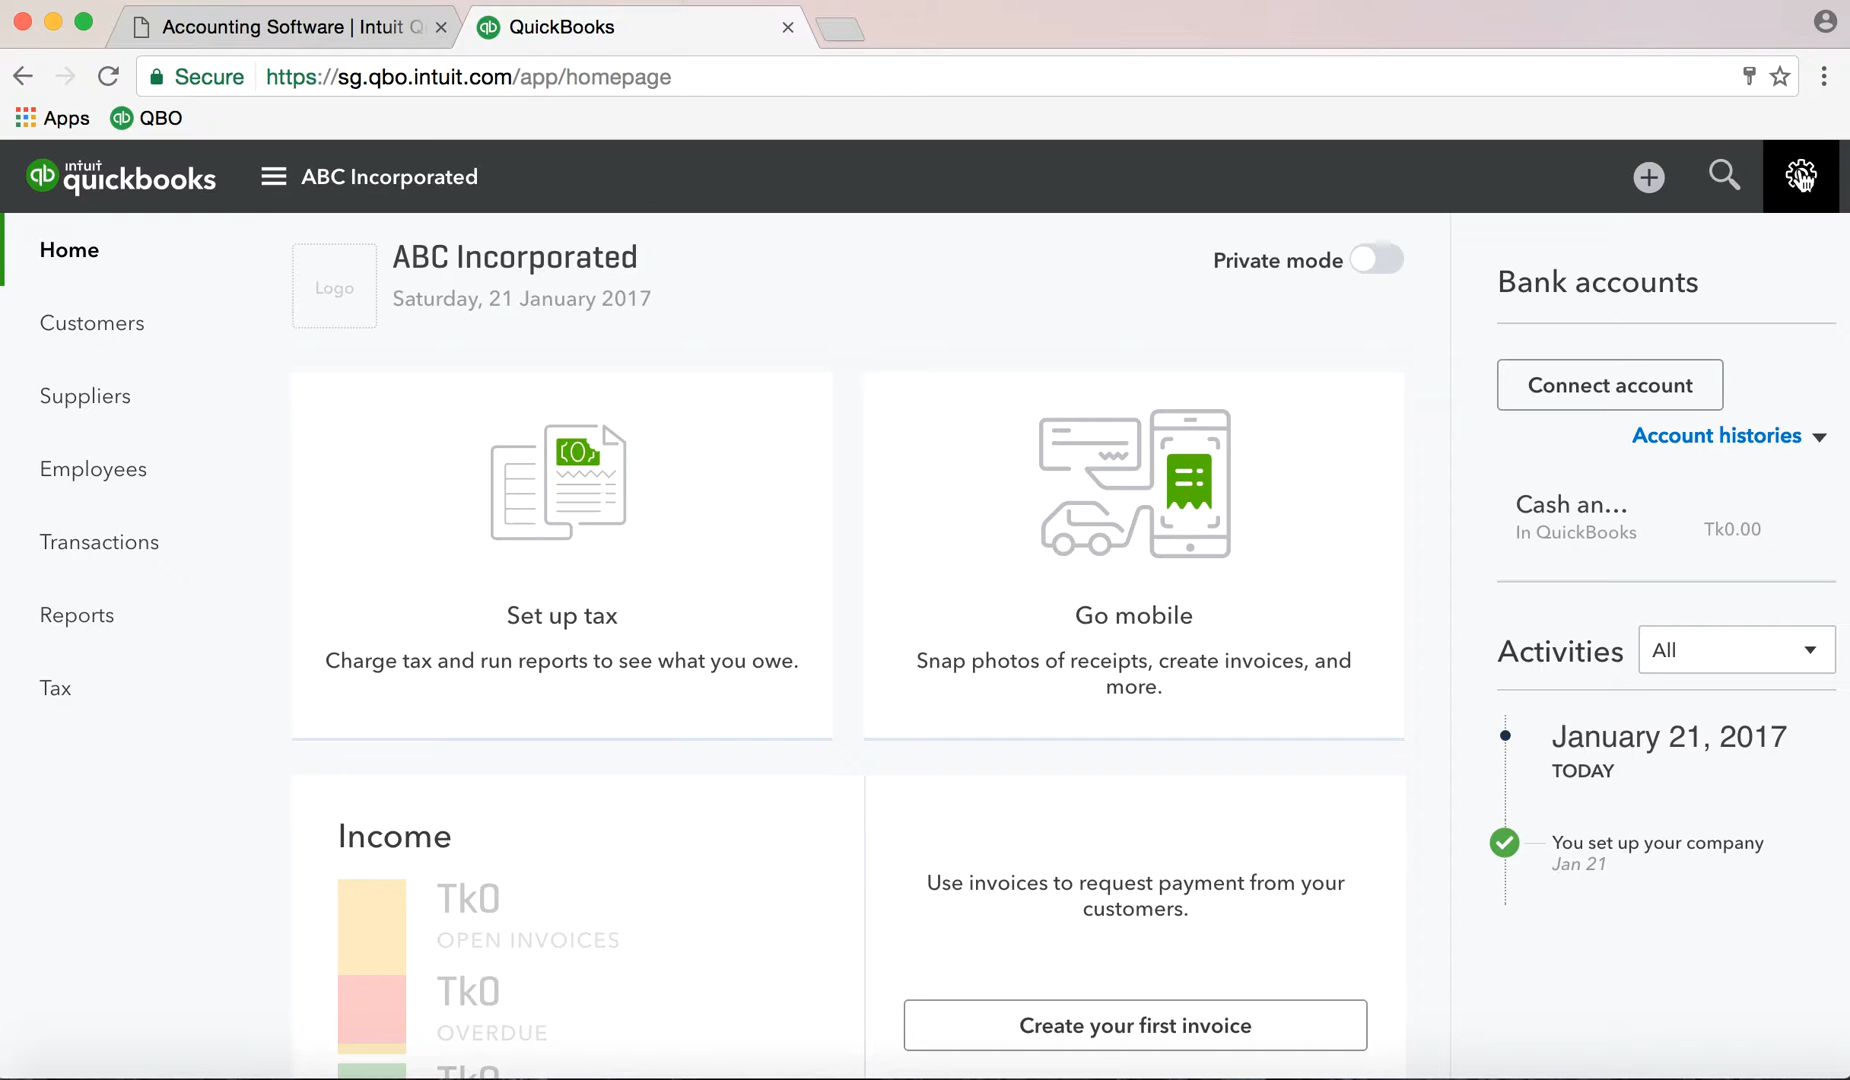 Accounting Software | Intuit Q
QuickBooks
Secure
https://sg.qbo.intuit.com/app/homepage
Apps
qb QBO
qb ıntuıt quickbooks
ABC Incorporated
Home
Customers
Suppliers
Employees
Transactions
Reports
Tax
Logo
ABC Incorporated
Saturday, 21 January 2017
Private mode
Set up tax
Charge tax and run reports to see what you owe.
Go mobile
Snap photos of receipts, create invoices, and
more.
Income
Tk0
OPEN INVOICES
Tk0
OVERDUE
Tk0
Use invoices to request payment from your
customers.
Create your first invoice
Bank accounts
Connect account
Account histories
Cash an...
In QuickBooks
Tk0.00
Activities
All
January 21, 2017
TODAY
You set up your company
Jan 21